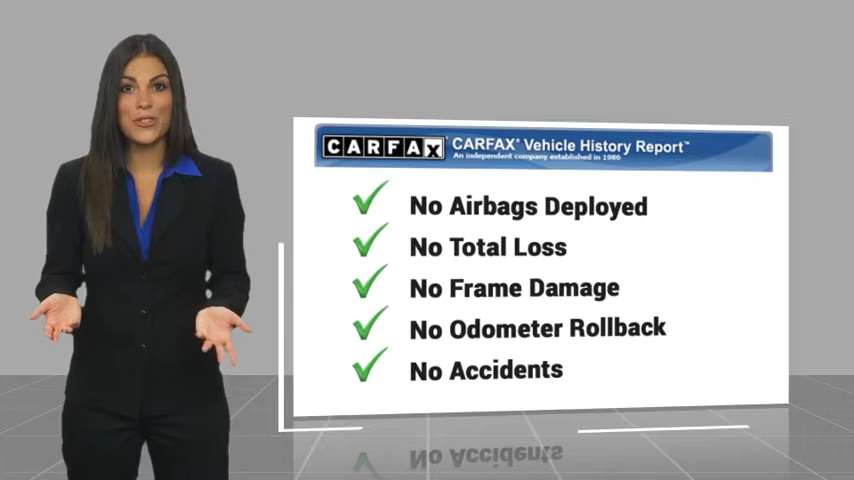 CARFAX CARFAX® Vehicle History Report™
An independent company established in 1986
No Airbags Deployed
No Total Loss
No Frame Damage
No Odometer Rollback
No Accidents
No Accidents